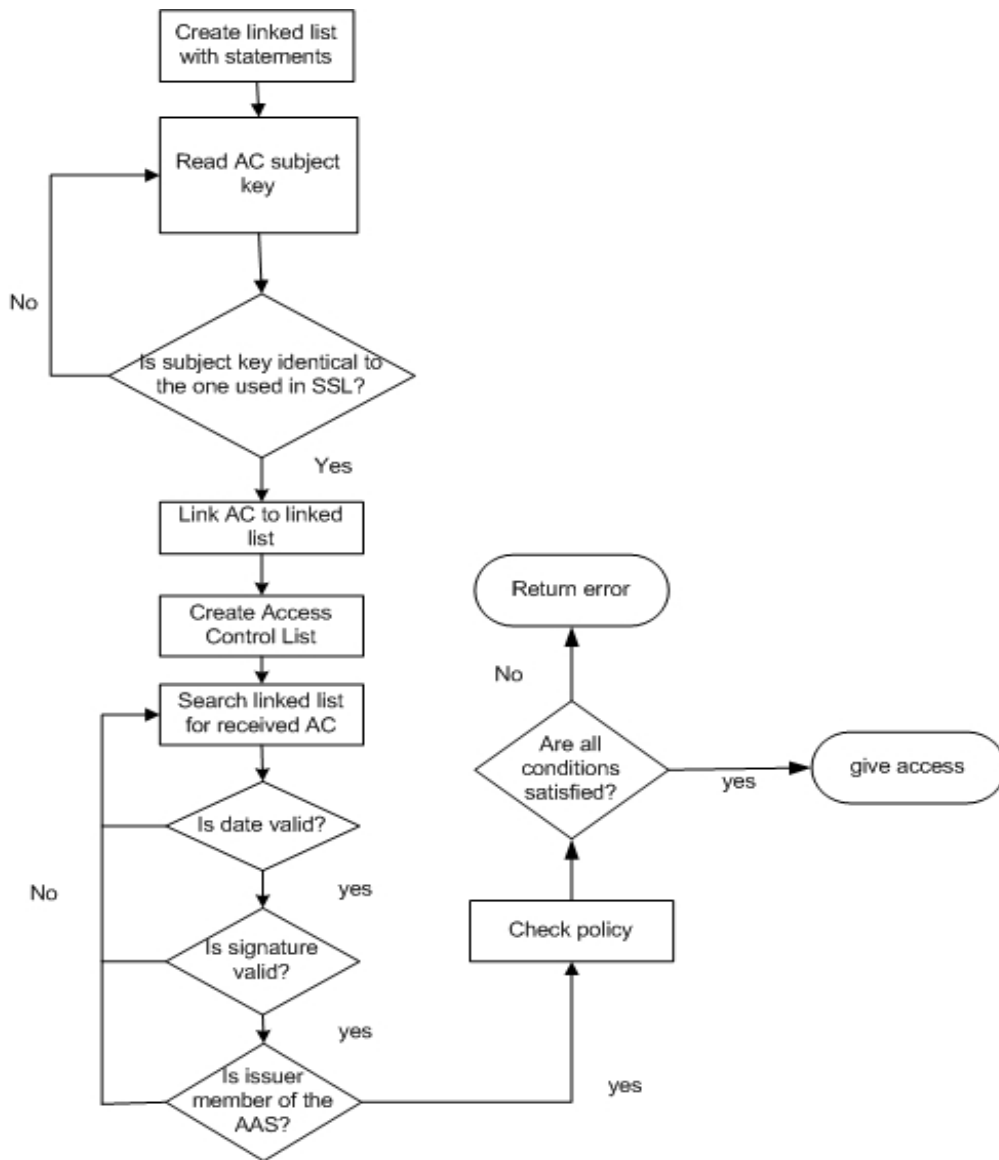 Create linked list
with statements
Read AC subject
key
No
Is subject key identical to
the one used in SSL?
Yes
Link AC to linked
list
Create Access
Control List
Search linked list
for received AC
Is date valid?
No
yes
Is signature
valid?
yes
Is issuer
member of the
AAS?
yes
Check policy
Are all
conditions
satisfied?
No
Return error
yes
give access